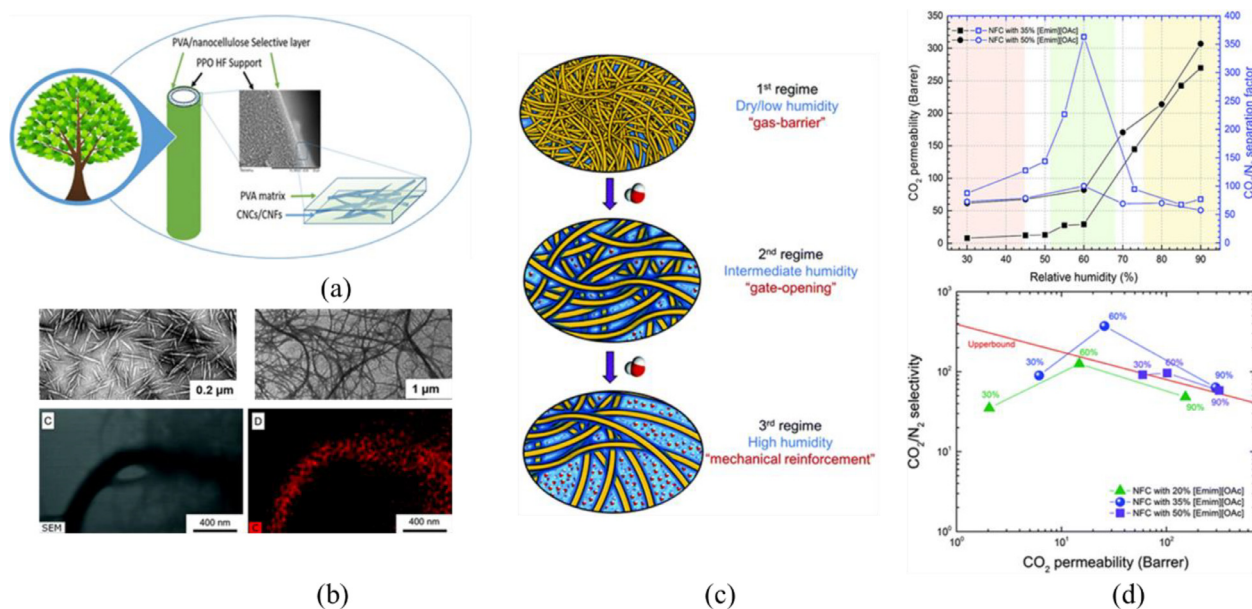 PVA/nanocellulose Selective layer
PPO HF Support
PVA matrix
CNCs/CNFs
(a)
0.2 µm
1 µm
C
D
SEM
400 nm
C
400 nm
(b)
1st regime
Dry/low humidity
"gas-barrier"
2nd regime
Intermediate humidity
"gate-opening"
3rd regime
High humidity
"mechanical reinforcement"
(c)
NFC with 35% [Emim][OAc]
NFC with 50% [Emim][OAc]
CO2 permeability (Barrer)
350
300
250
200
150
100
50
0
CO2/N2 separation factor
400
350
300
250
200
150
100
50
0
30 40 50 60 70 80 90
Relative humidity (%)
CO2/N2 selectivity
10³
10²
10¹
10⁰
Upperbound
30%
60%
90%
30%
60%
90%
30%
60%
90%
NFC with 20% [Emim][OAc]
NFC with 35% [Emim][OAc]
NFC with 50% [Emim][OAc]
10⁰ 10¹ 10²
CO2 permeability (Barrer)
(d)